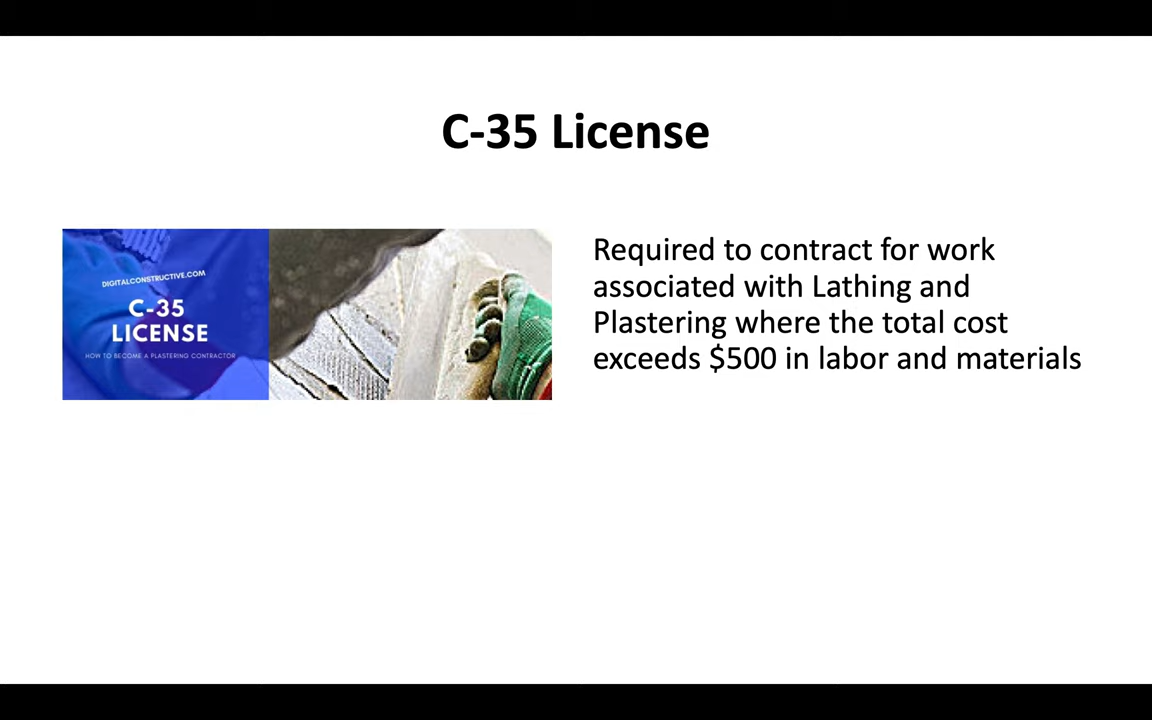 C-35 License
DIGITALCONSTRUCTIVE.COM
C-35
LICENSE
HOW TO BECOME A PLASTERING CONTRACTOR
Required to contract for work
associated with Lathing and
Plastering where the total cost
exceeds $500 in labor and materials